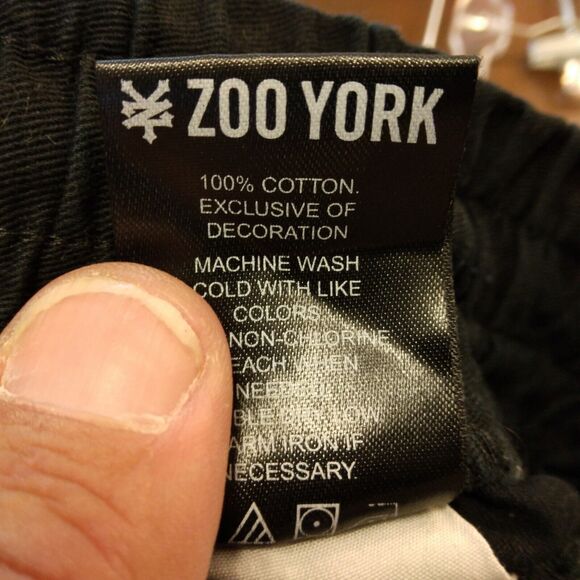 ZOO YORK
100% COTTON.
EXCLUSIVE OF
DECORATION
MACHINE WASH
COLD WITH LIKE
COLORS
NON-CHLORINE
NEEDED
LOW
IRON IF
NECESSARY.